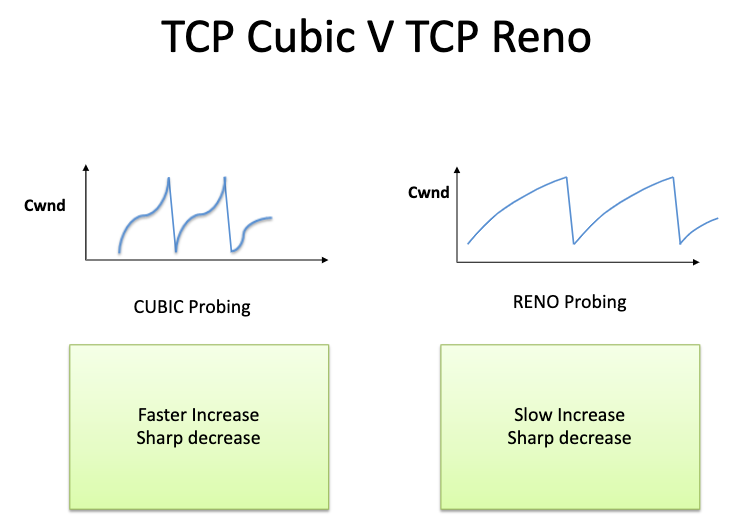 TCP Cubic V TCP Reno
Cwnd
Cwnd
CUBIC Probing
RENO Probing
Faster Increase
Sharp decrease
Slow Increase
Sharp decrease